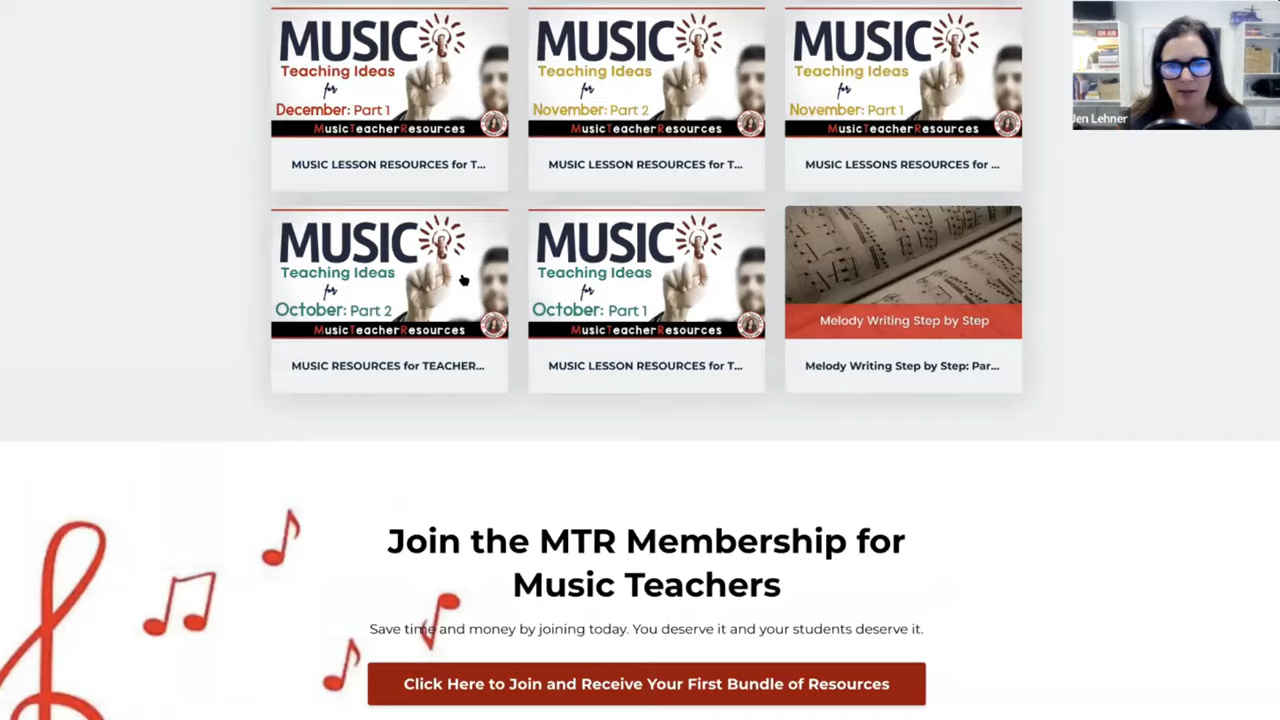 MUSIC
Teaching Ideas
for
December: Part 1
MusicTeacherResources
MUSIC LESSON RESOURCES for T...
MUSIC
Teaching Ideas
for
November: Part 2
MusicTeacherResources
MUSIC LESSON RESOURCES for T...
MUSIC
Teaching Ideas
for
November: Part 1
MusicTeacherResources
MUSIC LESSONS RESOURCES for ...
ON AIR
Jen Lehner
MUSIC
Teaching Ideas
for
October: Part 2
MusicTeacherResources
MUSIC RESOURCES for TEACHER...
MUSIC
Teaching Ideas
for
October: Part 1
MusicTeacherResources
MUSIC LESSON RESOURCES for T...
Melody Writing Step by Step
Melody Writing Step by Step: Par...
Join the MTR Membership for
Music Teachers
Save time and money by joining today. You deserve it and your students deserve it.
Click Here to Join and Receive Your First Bundle of Resources